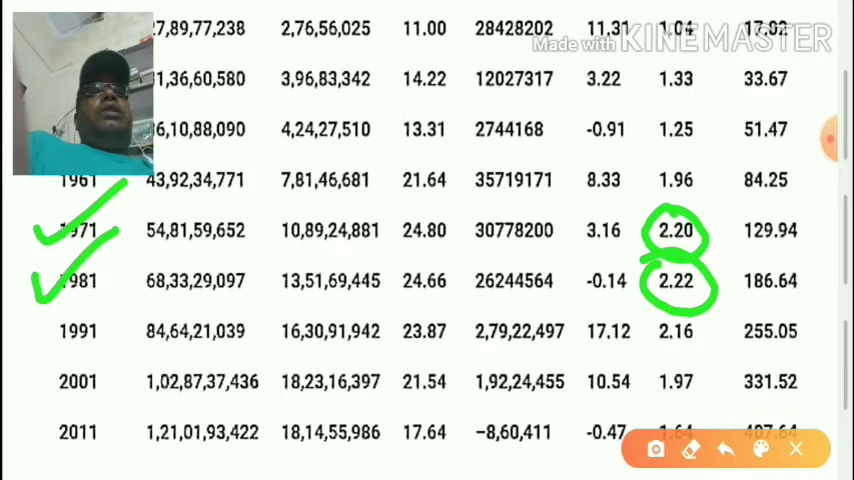 27,89,77,238 2,76,56,025 11.00 28428202 11.31 1.04 17.92
Made with KINEMASTER
31,36,60,580 3,96,83,342 14.22 12027317 3.22 1.33 33.67
36,10,88,090 4,24,27,510 13.31 2744168 -0.91 1.25 51.47
1961 43,92,34,771 7,81,46,681 21.64 35719171 8.33 1.96 84.25
1971 54,81,59,652 10,89,24,881 24.80 30778200 3.16 2.20 129.94
1981 68,33,29,097 13,51,69,445 24.66 26244564 -0.14 2.22 186.64
1991 84,64,21,039 16,30,91,942 23.87 2,79,22,497 17.12 2.16 255.05
2001 1,02,87,37,436 18,23,16,397 21.54 1,92,24,455 10.54 1.97 331.52
2011 1,21,01,93,422 18,14,55,986 17.64 −8,60,411 -0.47 1.64 407.64